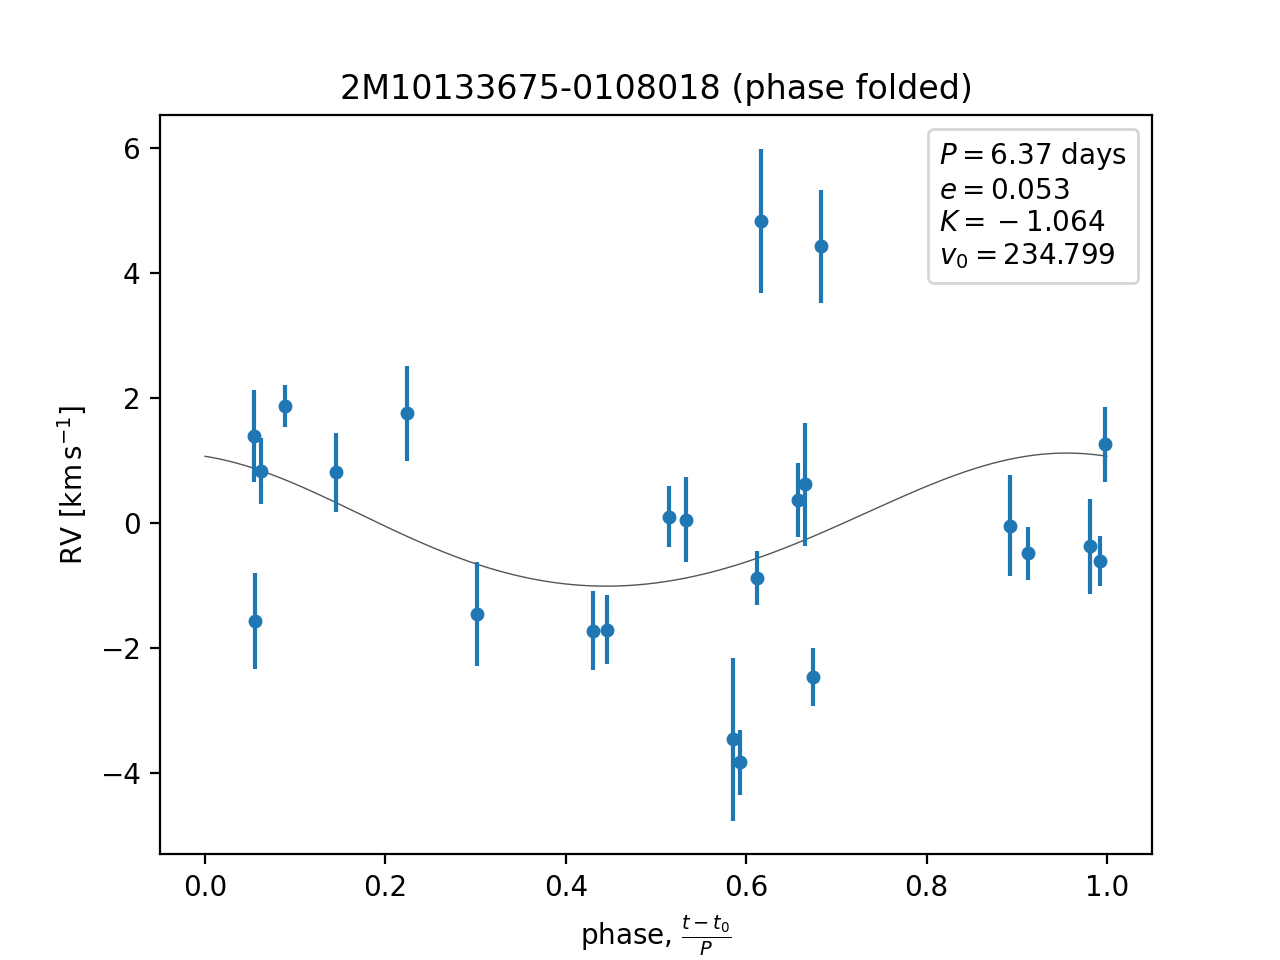 2M10133675-0108018 (phase folded)
P = 6.37 days
e = 0.053
K = −1.064
v₀ = 234.799
RV [km s⁻¹]
6
4
2
0
−2
−4
0.0 0.2 0.4 0.6 0.8 1.0
phase, (t − t₀)/P